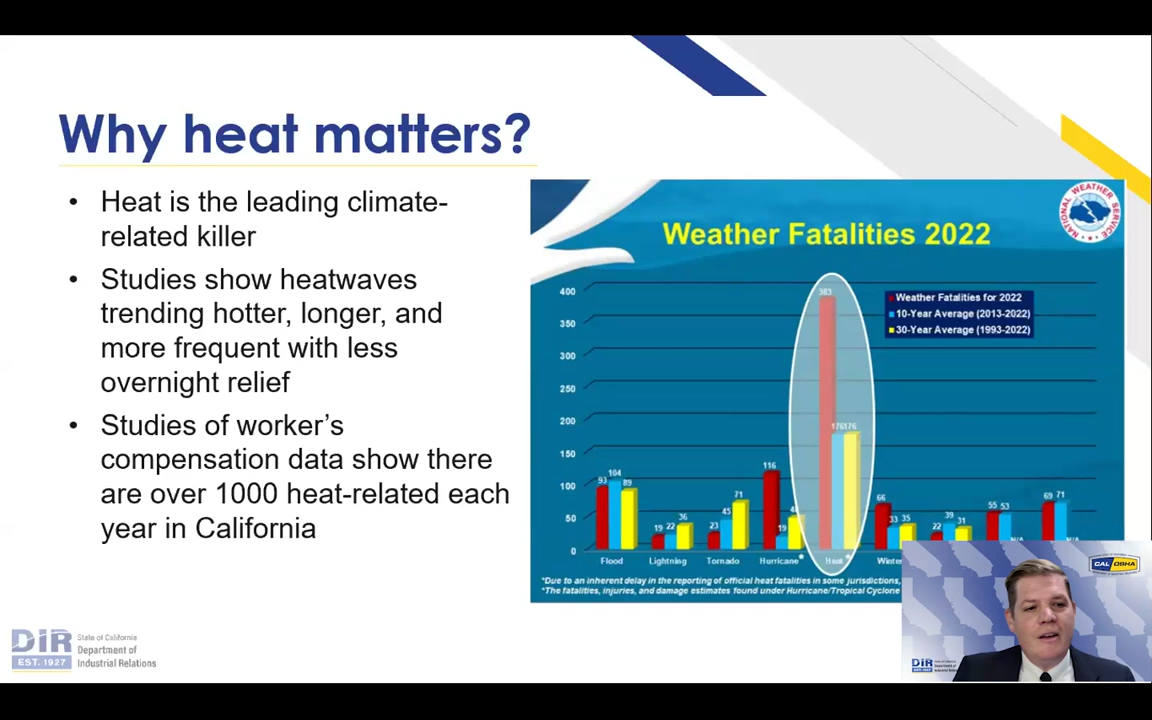 Why heat matters?
• Heat is the leading climate-
related killer
• Studies show heatwaves
trending hotter, longer, and
more frequent with less
overnight relief
• Studies of worker’s
compensation data show there
are over 1000 heat-related each
year in California
NATIONAL WEATHER SERVICE
Weather Fatalities 2022
Weather Fatalities for 2022
10-Year Average (2013-2022)
30-Year Average (1993-2022)
400
350
300
250
200
150
100
50
0
93 104 89
19 22 36
23 45 71
116 19
383 176 176
66 33 35
22 39 31
55 53 N/A
69 71 N/A
Flood Lightning Tornado Hurricane* Heat* Winter
*Due to an inherent delay in the reporting of official heat fatalities in some jurisdictions,
*The fatalities, injuries, and damage estimates found under Hurricane/Tropical Cyclone
DIR
EST. 1927
State of California
Department of
Industrial Relations
CAL OSHA
DIR